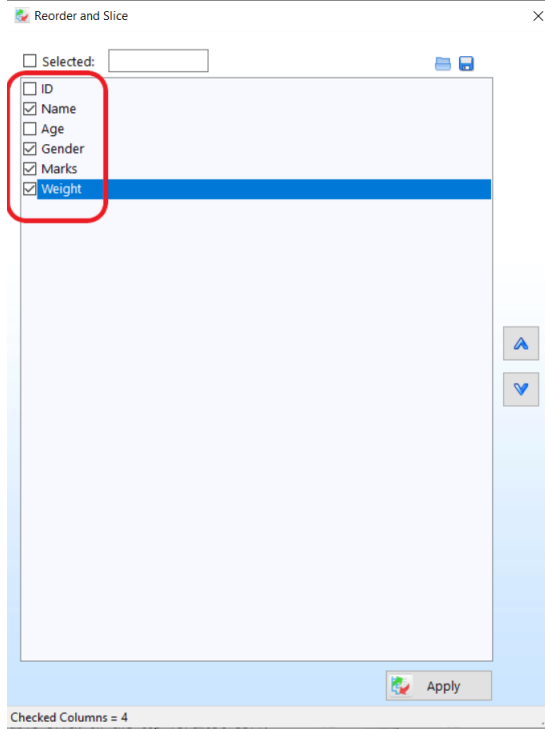 Reorder and Slice
Selected:
ID
Name
Age
Gender
Marks
Weight
Apply
Checked Columns = 4